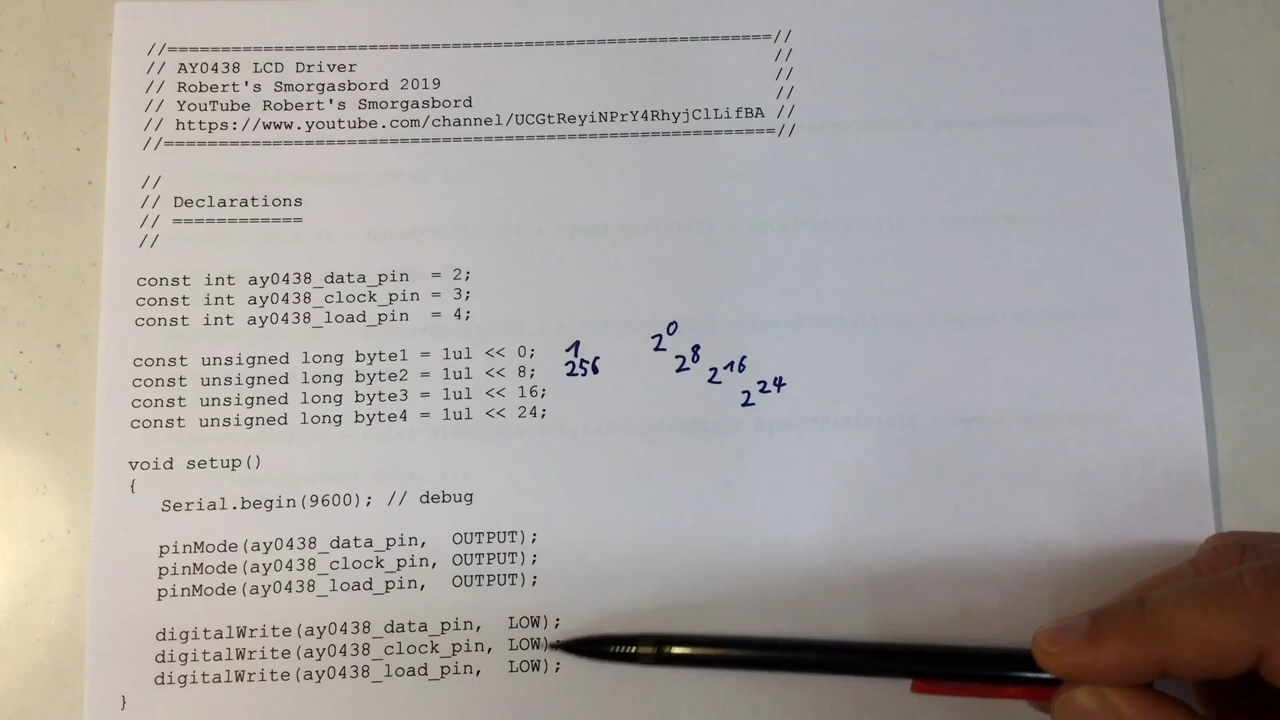 //=========================================================//
// AY0438 LCD Driver //
// Robert's Smorgasbord 2019 //
// YouTube Robert's Smorgasbord //
// https://www.youtube.com/channel/UCGtReyiNPrY4RhyjClLifBA //
//=========================================================//
//
// Declarations
// ============
//
const int ay0438_data_pin = 2;
const int ay0438_clock_pin = 3;
const int ay0438_load_pin = 4;
const unsigned long byte1 = 1ul << 0; 1 2^0
const unsigned long byte2 = 1ul << 8; 256 2^8
const unsigned long byte3 = 1ul << 16; 2^16
const unsigned long byte4 = 1ul << 24; 2^24
void setup()
{
Serial.begin(9600); // debug
pinMode(ay0438_data_pin, OUTPUT);
pinMode(ay0438_clock_pin, OUTPUT);
pinMode(ay0438_load_pin, OUTPUT);
digitalWrite(ay0438_data_pin, LOW);
digitalWrite(ay0438_clock_pin, LOW);
digitalWrite(ay0438_load_pin, LOW);
}